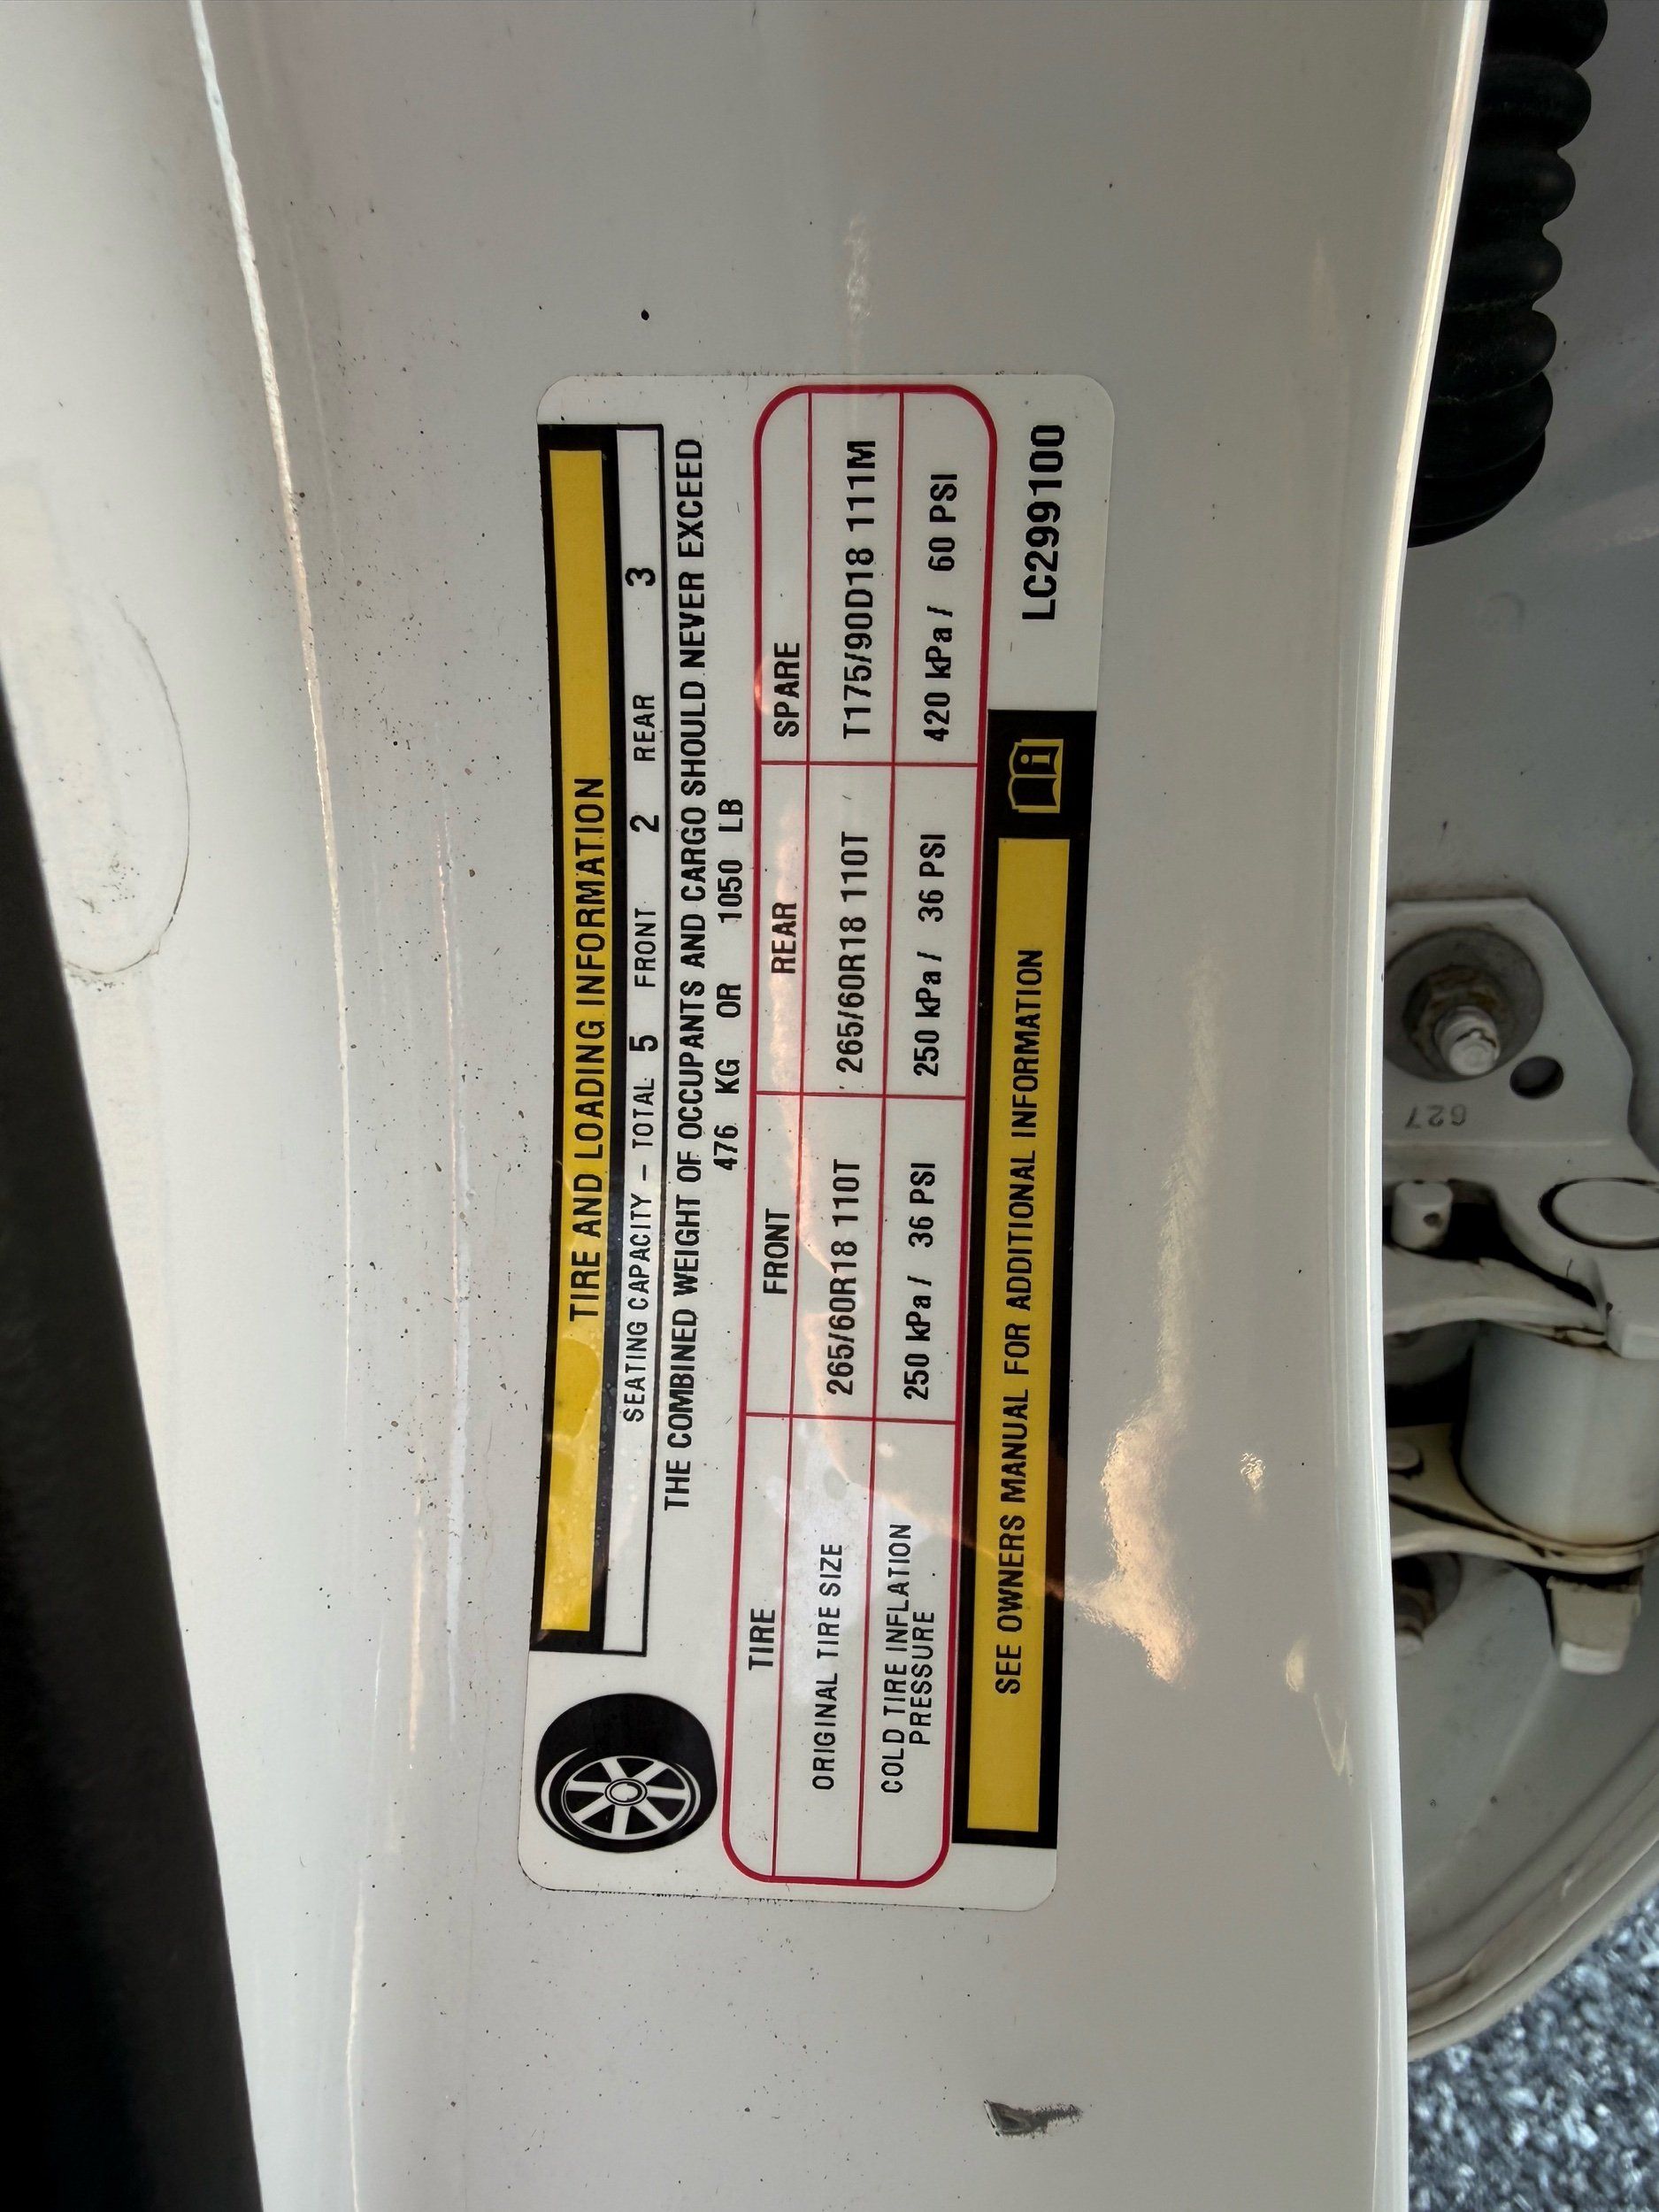 TIRE AND LOADING INFORMATION
SEATING CAPACITY - TOTAL 5 FRONT 2 REAR 3
THE COMBINED WEIGHT OF OCCUPANTS AND CARGO SHOULD NEVER EXCEED
476 KG OR 1050 LB
TIRE FRONT REAR SPARE
ORIGINAL TIRE SIZE 265/60R18 110T 265/60R18 110T T175/90D18 111M
COLD TIRE INFLATION PRESSURE 250 kPa / 36 PSI 250 kPa / 36 PSI 420 kPa / 60 PSI
SEE OWNERS MANUAL FOR ADDITIONAL INFORMATION
LC299100
627